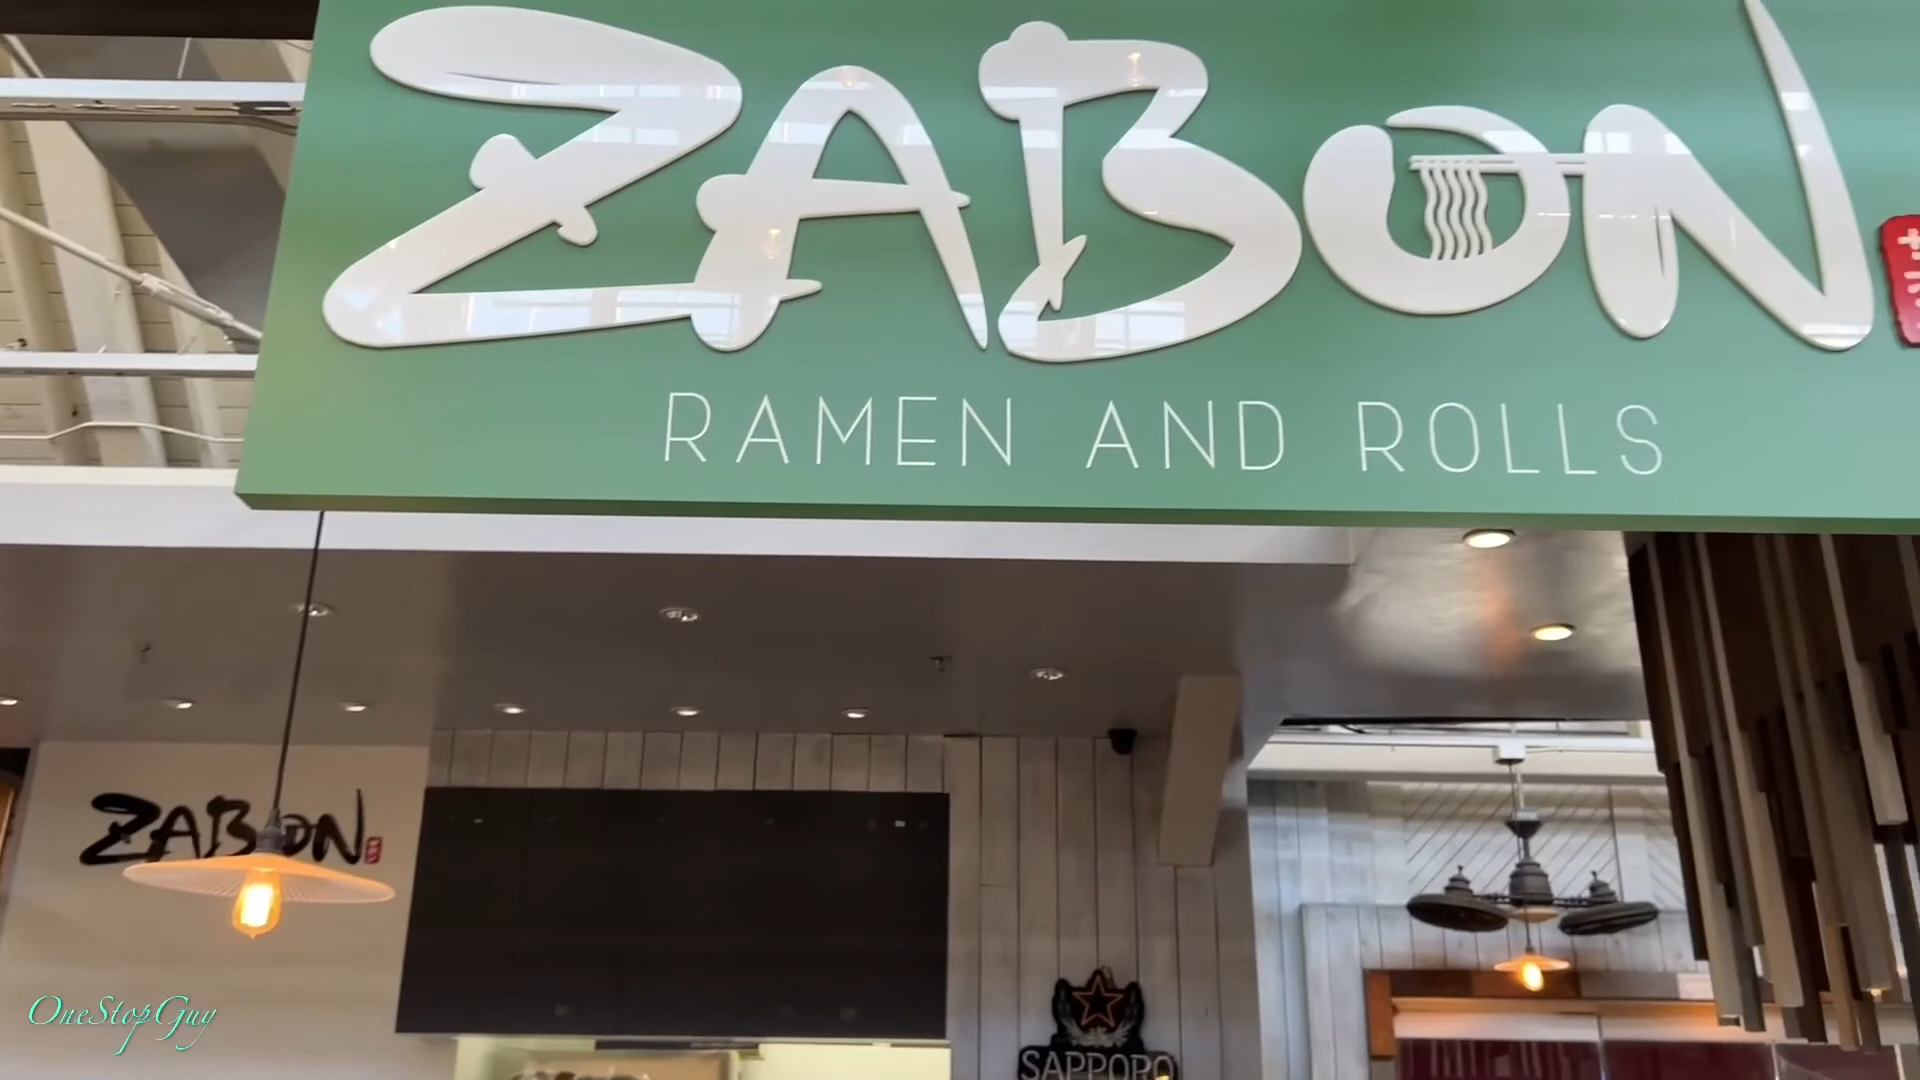 ZABON
RAMEN AND ROLLS
ZABON
SAPPORO
OneStopGuy